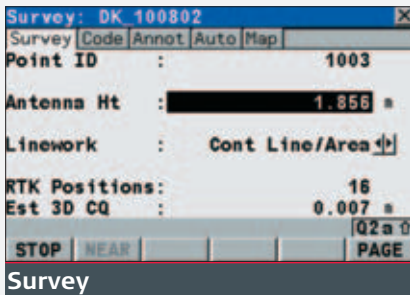 Survey: DK_100802
Survey Code Annot Auto Map
Point ID : 1003
Antenna Ht : 1.856 m
Linework : Cont Line/Area
RTK Positions: 16
Est 3D CQ : 0.007 m
Q2a
STOP NEAR PAGE
Survey